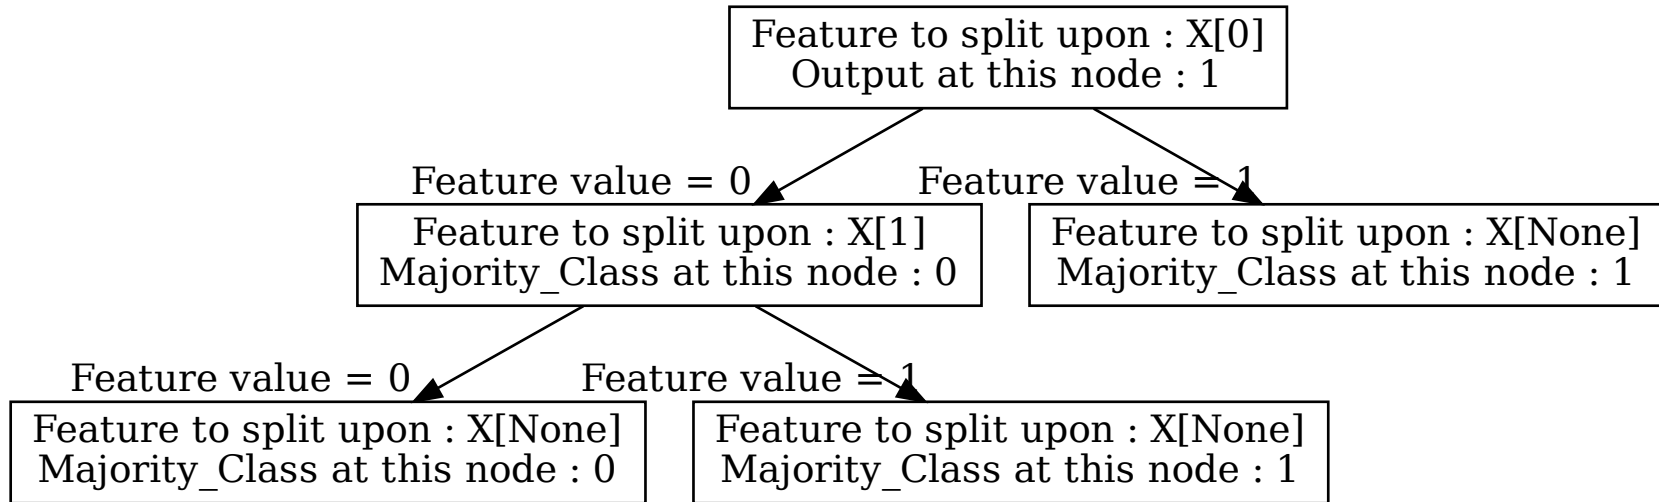 Feature to split upon : X[0]
Output at this node : 1
Feature value = 0
Feature value = 1
Feature to split upon : X[1]
Majority_Class at this node : 0
Feature to split upon : X[None]
Majority_Class at this node : 1
Feature value = 0
Feature value = 1
Feature to split upon : X[None]
Majority_Class at this node : 0
Feature to split upon : X[None]
Majority_Class at this node : 1